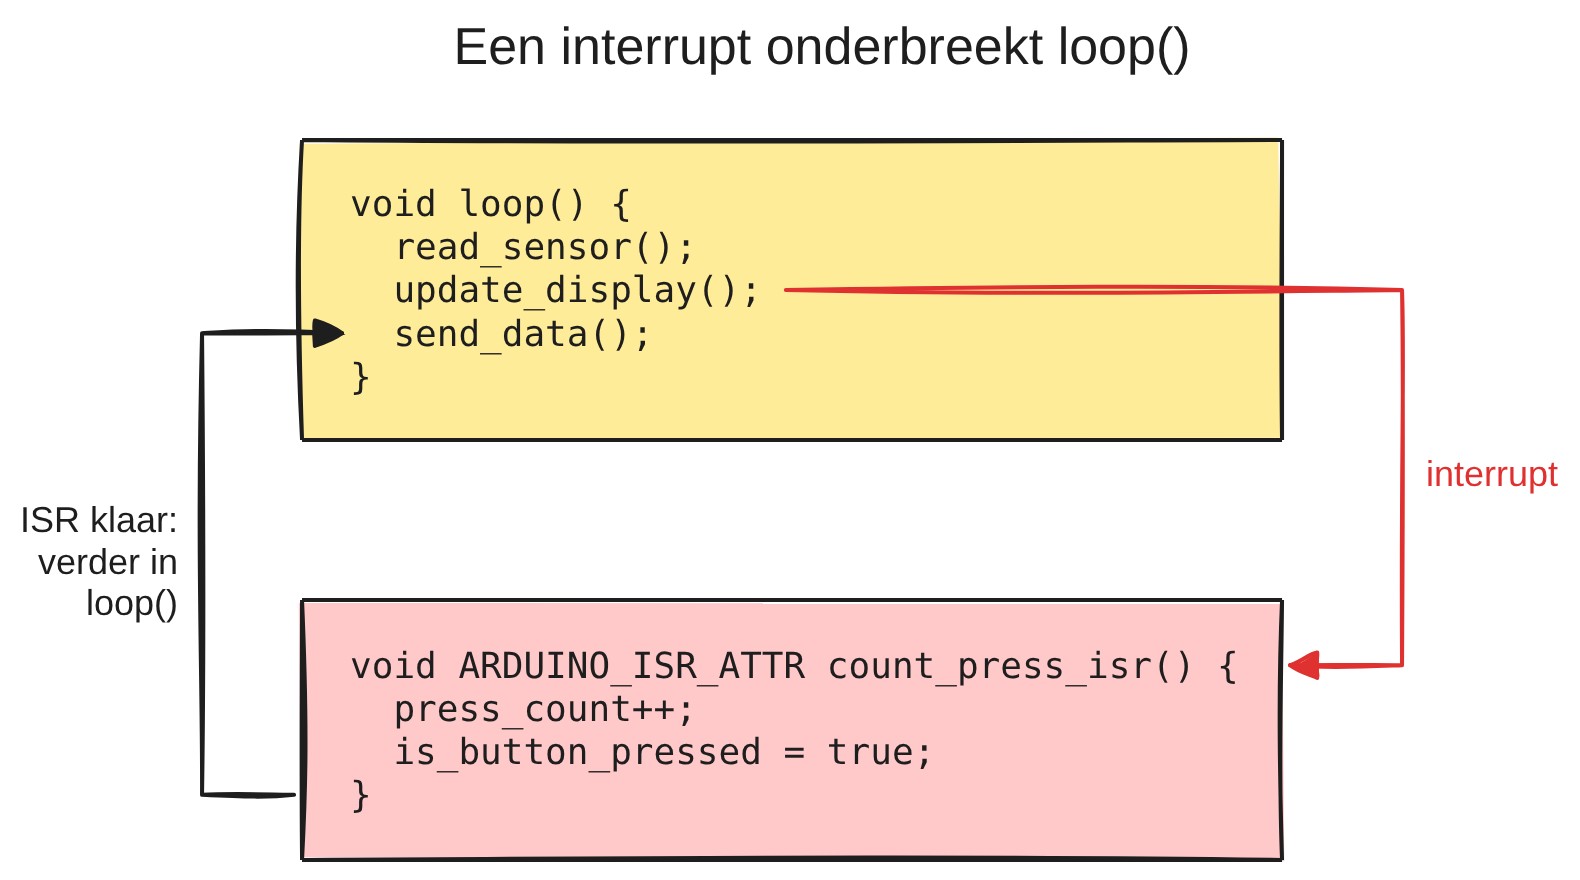 Een interrupt onderbreekt loop()
void loop() {
  read_sensor();
  update_display();
  send_data();
}
interrupt
ISR klaar:
verder in
loop()
void ARDUINO_ISR_ATTR count_press_isr() {
  press_count++;
  is_button_pressed = true;
}